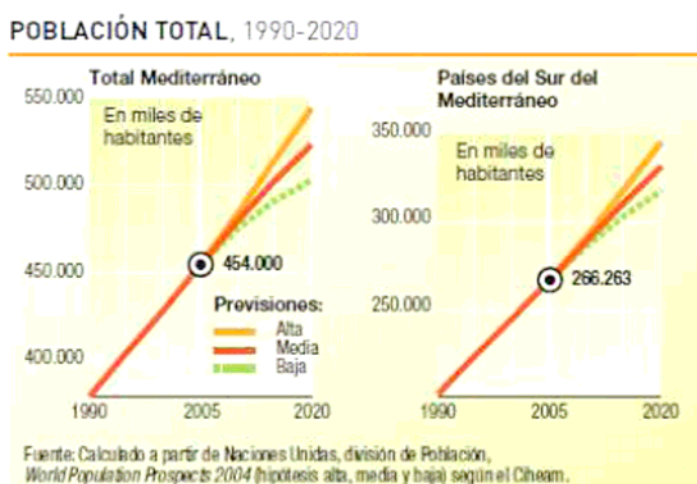 POBLACIÓN TOTAL, 1990-2020
Total Mediterráneo
En miles de
habitantes
550.000
500.000
450.000
400.000
454.000
Previsiones:
Alta
Media
Baja
1990 2005 2020
Países del Sur del
Mediterráneo
En miles de
habitantes
350.000
300.000
250.000
266.263
1990 2005 2020
Fuente: Calculado a partir de Naciones Unidas, división de Población,
World Population Prospects 2004 (hipótesis alta, media y baja) según el Ciheam.